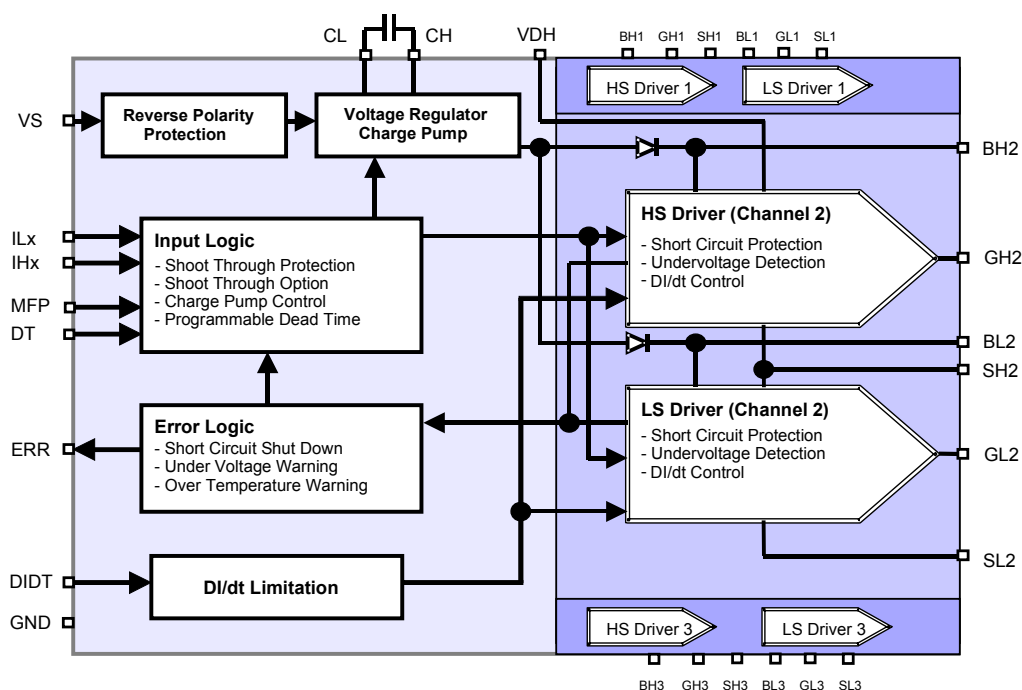 CL
CH
VDH
BH1
GH1
SH1
BL1
GL1
SL1
HS Driver 1
LS Driver 1
VS
Reverse Polarity
Protection
Voltage Regulator
Charge Pump
BH2
ILx
IHx
MFP
DT
Input Logic
- Shoot Through Protection
- Shoot Through Option
- Charge Pump Control
- Programmable Dead Time
HS Driver (Channel 2)
- Short Circuit Protection
- Undervoltage Detection
- DI/dt Control
GH2
BL2
SH2
ERR
Error Logic
- Short Circuit Shut Down
- Under Voltage Warning
- Over Temperature Warning
LS Driver (Channel 2)
- Short Circuit Protection
- Undervoltage Detection
- DI/dt Control
GL2
SL2
DIDT
DI/dt Limitation
GND
HS Driver 3
LS Driver 3
BH3
GH3
SH3
BL3
GL3
SL3